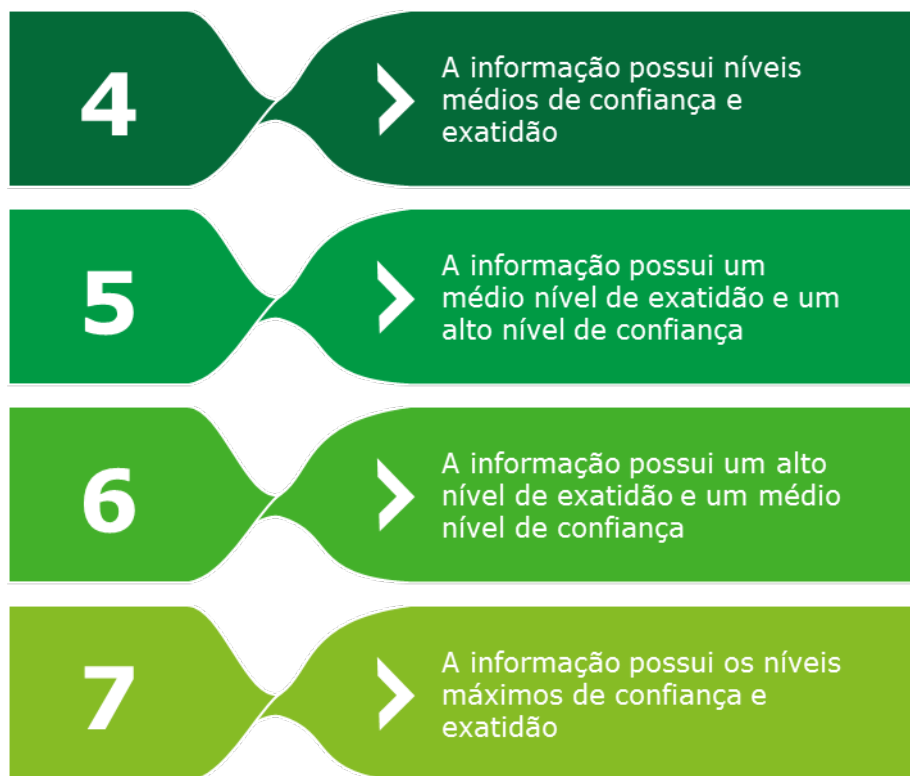 4
A informação possui níveis
médios de confiança e
exatidão
5
A informação possui um
médio nível de exatidão e um
alto nível de confiança
6
A informação possui um alto
nível de exatidão e um médio
nível de confiança
7
A informação possui os níveis
máximos de confiança e
exatidão